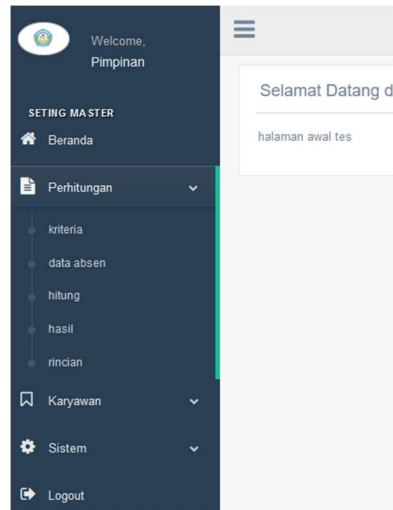 Welcome,
Pimpinan
SETING MASTER
Beranda
Perhitungan
kriteria
data absen
hitung
hasil
rincian
Karyawan
Sistem
Logout
Selamat Datang d
halaman awal tes